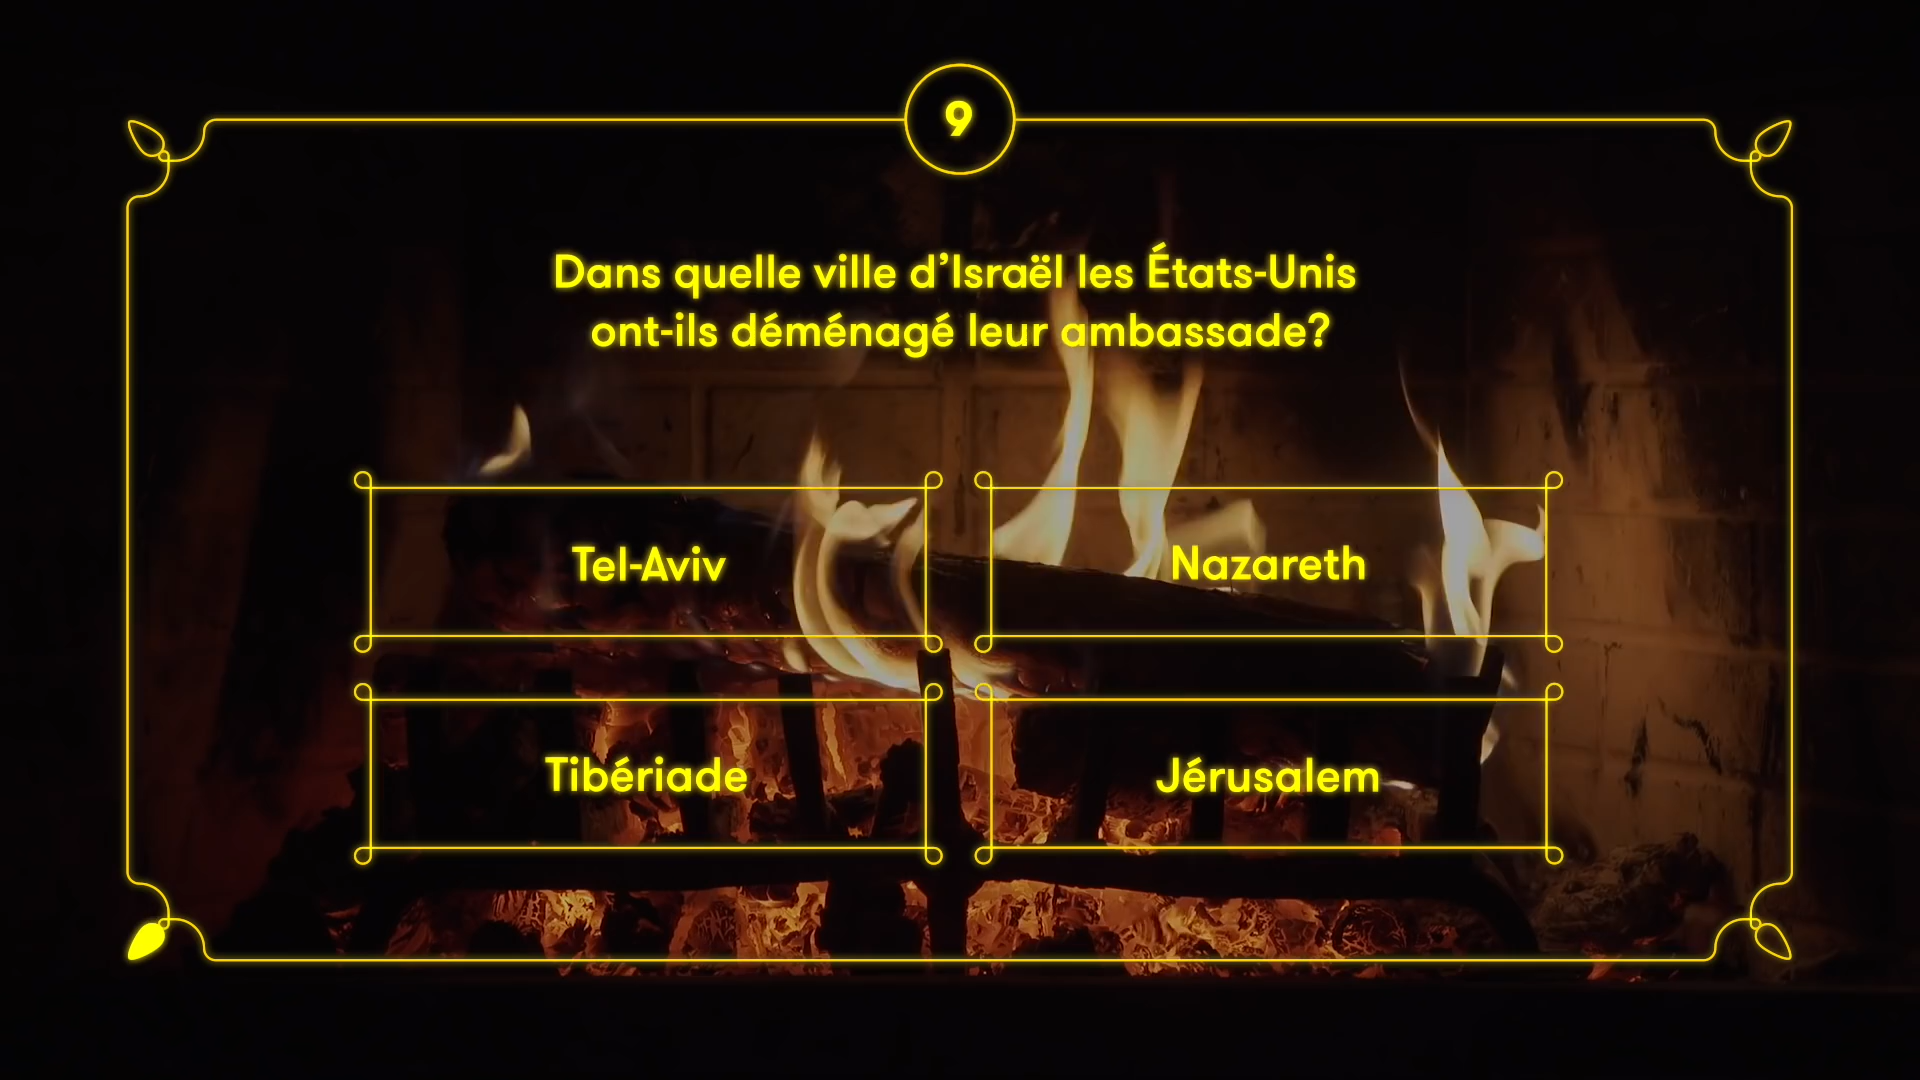 9
Dans quelle ville d’Israël les États-Unis
ont-ils déménagé leur ambassade?
Tel-Aviv
Nazareth
Tibériade
Jérusalem